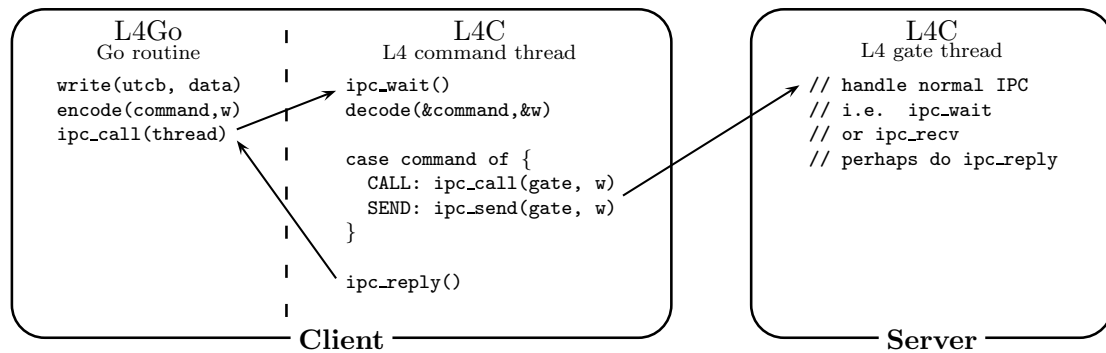 L4Go
Go routine
write(utcb, data)
encode(command,w)
ipc_call(thread)
L4C
L4 command thread
ipc_wait()
decode(&command,&w)
case command of {
CALL: ipc_call(gate, w)
SEND: ipc_send(gate, w)
}
ipc_reply()
Client
L4C
L4 gate thread
// handle normal IPC
// i.e. ipc_wait
// or ipc_recv
// perhaps do ipc_reply
Server